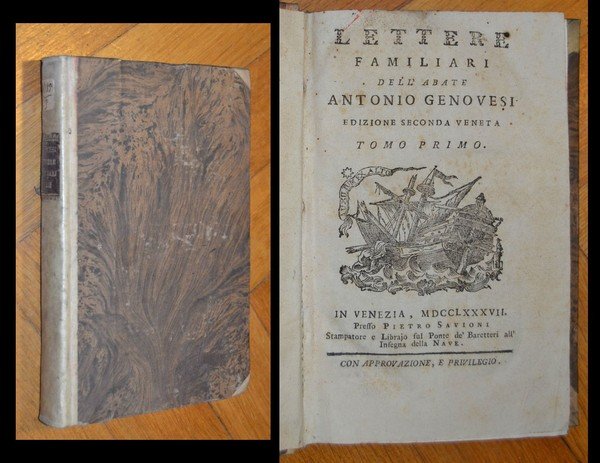 LETTERE
FAMILIARI
DELL'ABATE
ANTONIO GENOVESI
EDIZIONE SECONDA VENETA
TOMO PRIMO.
IN VENEZIA, MDCCLXXXVII.
Presso PIETRO SAVIONI
Stampatore e Librajo sul Ponte de' Baretteri all'
Insegna della NAVE.
CON APPROVAZIONE, E PRIVILEGIO.